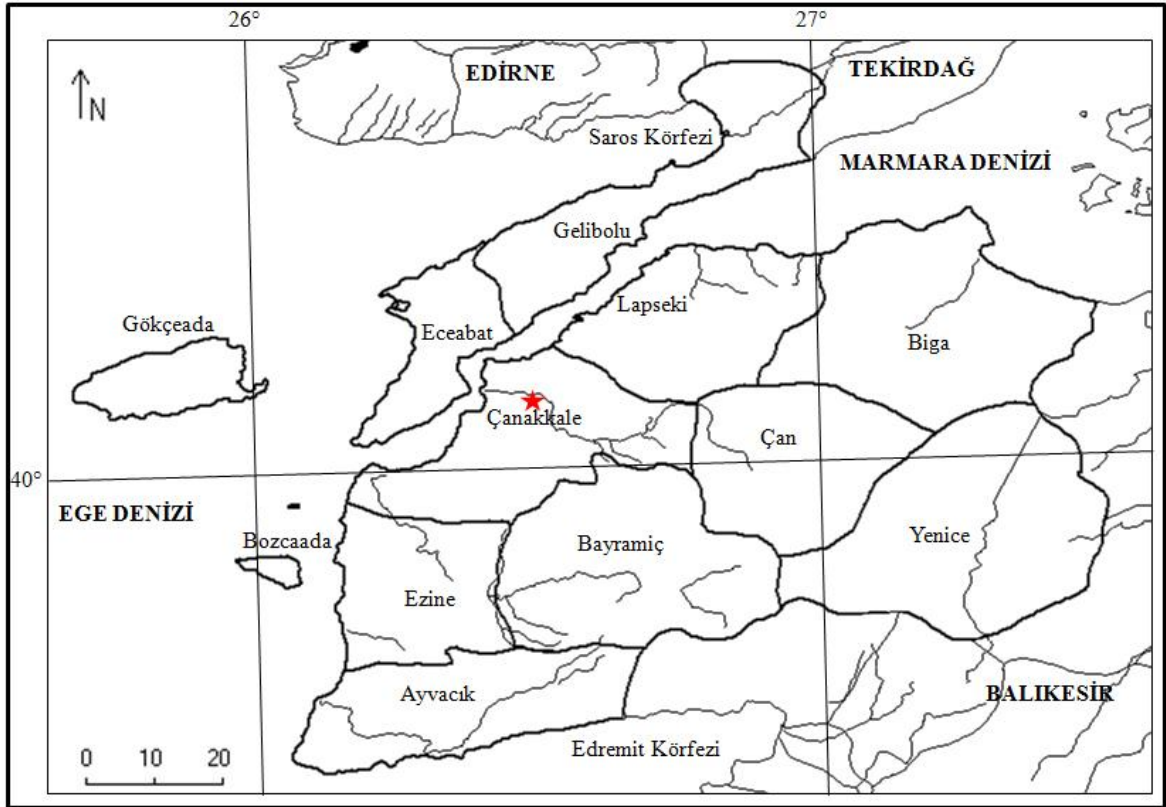 26°
27°
N
EDİRNE
TEKİRDAĞ
Saros Körfezi
MARMARA DENİZİ
Gelibolu
Lapseki
Gökçeada
Eceabat
Biga
Çanakkale
Çan
40°
EGE DENİZİ
Bozcaada
Bayramiç
Yenice
Ezine
Ayvacık
BALIKESİR
Edremit Körfezi
0 10 20